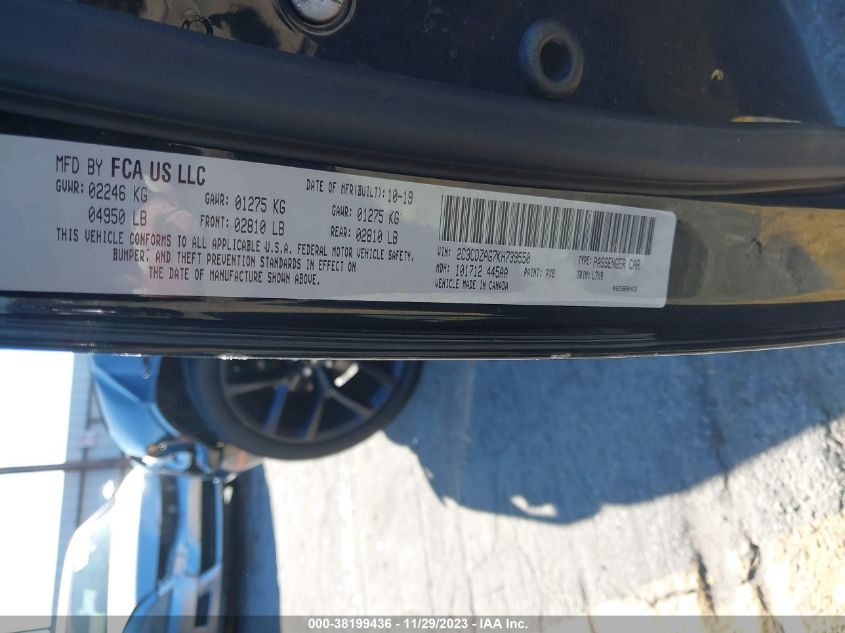 MFD BY FCA US LLC
GVWR: 02246 KG
04950 LB
GAWR: 01275 KG
FRONT: 02810 LB
DATE OF MFR(BUILT): 10-19
GAWR: 01275 KG
REAR: 02810 LB
THIS VEHICLE CONFORMS TO ALL APPLICABLE U.S.A. FEDERAL MOTOR VEHICLE SAFETY,
BUMPER, AND THEFT PREVENTION STANDARDS IN EFFECT ON
THE DATE OF MANUFACTURE SHOWN ABOVE.
VIN: 2C3CDZAG7KH739550
TYPE: PASSENGER CAR
MDH: 101712 445AA
PAINT: PX8
TRIM: L7X9
VEHICLE MADE IN CANADA
4658843
000-38199436 - 11/29/2023 - IAA Inc.